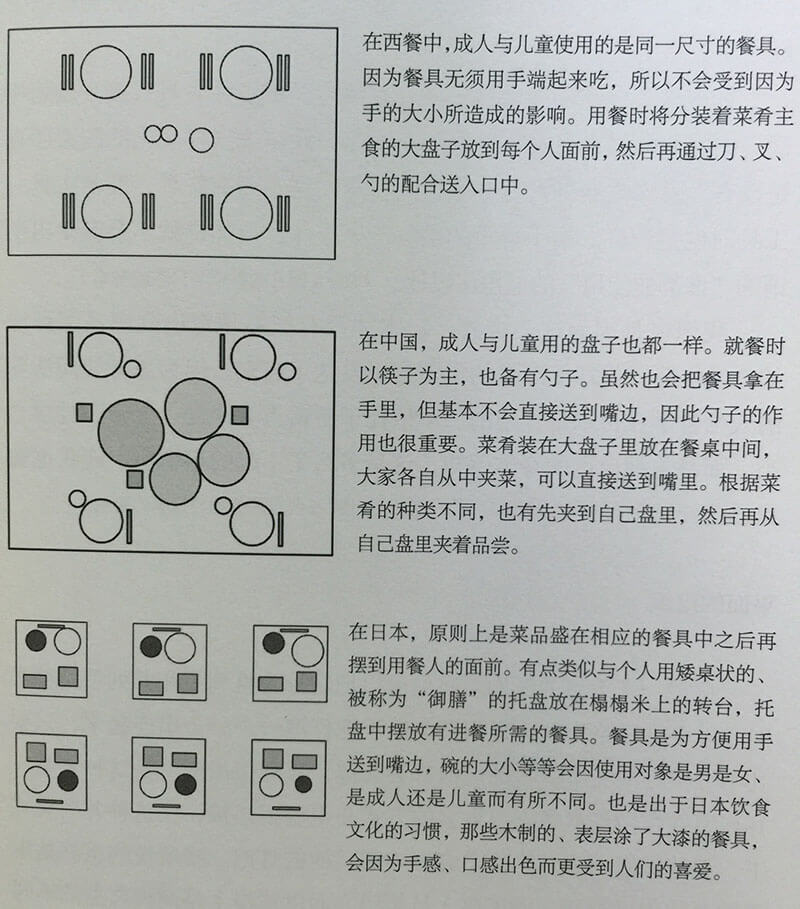 在西餐中，成人与儿童使用的是同一尺寸的餐具。
因为餐具无须用手端起来吃，所以不会受到因为
手的大小所造成的影响。用餐时将分装着菜肴主
食的大盘子放到每个人面前，然后再通过刀、叉、
勺的配合送入口中。
在中国，成人与儿童用的盘子也都一样。就餐时
以筷子为主，也备有勺子。虽然也会把餐具拿在
手里，但基本不会直接送到嘴边，因此勺子的作
用也很重要。菜肴装在大盘子里放在餐桌中间，
大家各自从中夹菜，可以直接送到嘴里。根据菜
肴的种类不同，也有先夹到自己盘里，然后再从
自己盘里夹着品尝。
在日本，原则上是菜品盛在相应的餐具中之后再
摆到用餐人的面前。有点类似与个人用矮桌状的、
被称为“御膳”的托盘放在榻榻米上的转台，托
盘中摆放有进餐所需的餐具。餐具是为方便用手
送到嘴边，碗的大小等等会因使用对象是男是女、
是成人还是儿童而有所不同。也是出于日本饮食
文化的习惯，那些木制的、表层涂了大漆的餐具，
会因为手感、口感出色而更受到人们的喜爱。